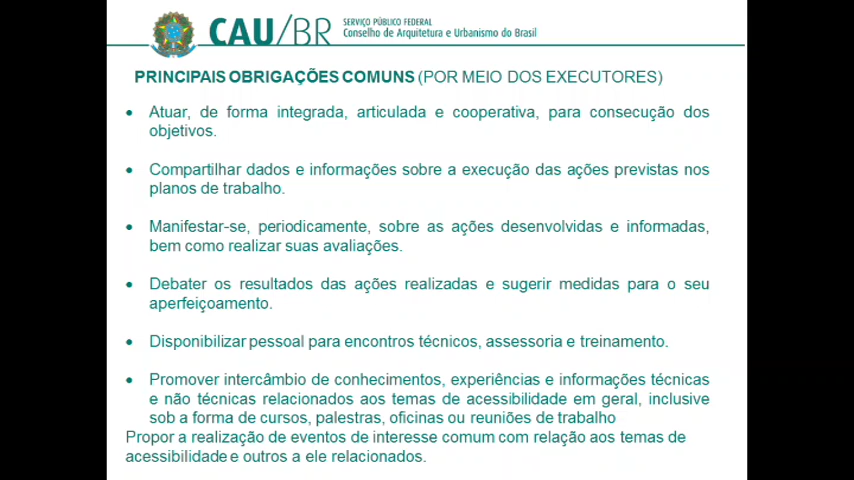 CAU/BR
SERVIÇO PÚBLICO FEDERAL
Conselho de Arquitetura e Urbanismo do Brasil
PRINCIPAIS OBRIGAÇÕES COMUNS (POR MEIO DOS EXECUTORES)
• Atuar, de forma integrada, articulada e cooperativa, para consecução dos
objetivos.
• Compartilhar dados e informações sobre a execução das ações previstas nos
planos de trabalho.
• Manifestar-se, periodicamente, sobre as ações desenvolvidas e informadas,
bem como realizar suas avaliações.
• Debater os resultados das ações realizadas e sugerir medidas para o seu
aperfeiçoamento.
• Disponibilizar pessoal para encontros técnicos, assessoria e treinamento.
• Promover intercâmbio de conhecimentos, experiências e informações técnicas
e não técnicas relacionados aos temas de acessibilidade em geral, inclusive
sob a forma de cursos, palestras, oficinas ou reuniões de trabalho
Propor a realização de eventos de interesse comum com relação aos temas de
acessibilidade e outros a ele relacionados.